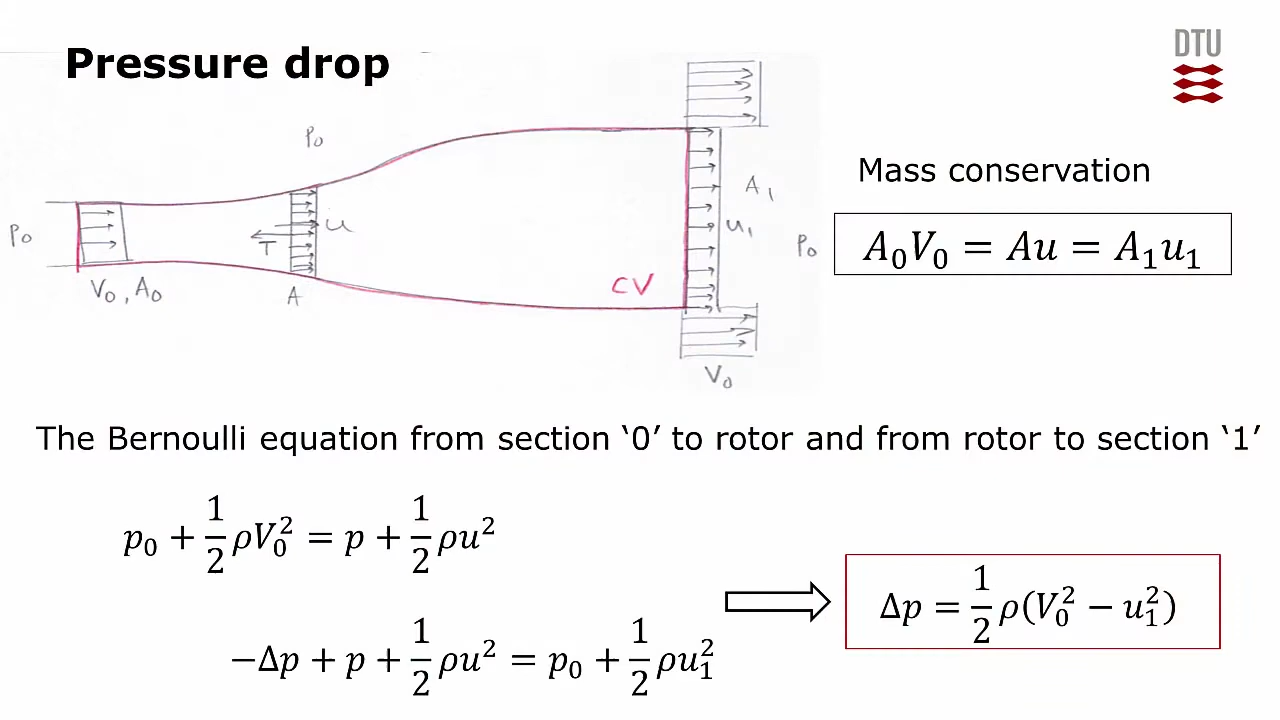 Pressure drop
DTU
P₀
P₀
u
T
V₀, A₀
A
CV
A₁
u₁
P₀
V₀
Mass conservation
A₀V₀ = Au = A₁u₁
The Bernoulli equation from section ‘0’ to rotor and from rotor to section ‘1’
p₀ + 1/2 ρV₀² = p + 1/2 ρu²
−Δp + p + 1/2 ρu² = p₀ + 1/2 ρu₁²
Δp = 1/2 ρ(V₀² − u₁²)